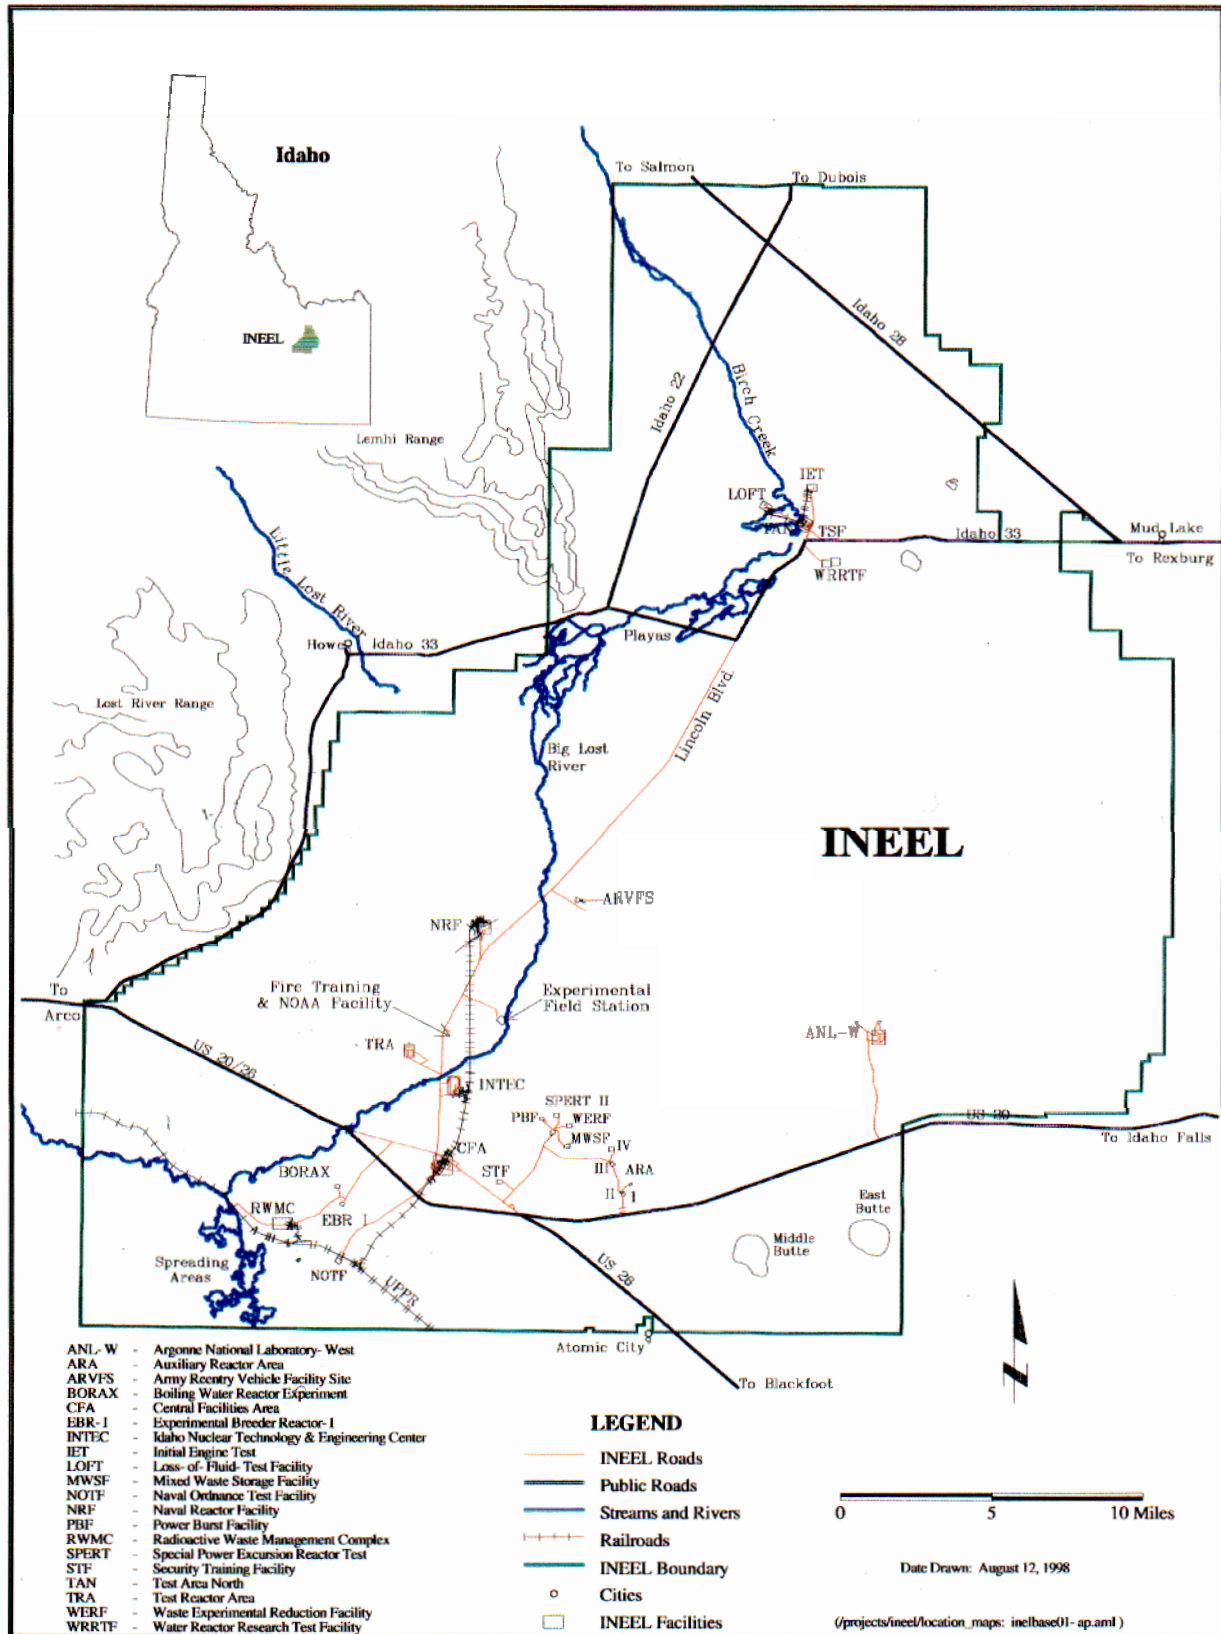 Idaho
INEEL
To Salmon
To Dubois
Idaho 28
Idaho 22
Birch Creek
Lemhi Range
IET
LOFT
TAN
TSF
Idaho 33
Mud Lake
To Rexburg
WRRTF
Little Lost River
Howe
Idaho 33
Playas
Lost River Range
Lincoln Blvd.
Big Lost
River
INEEL
ARVFS
NRF
To
Arco
Fire Training
& NOAA Facility
Experimental
Field Station
US 20/26
TRA
ANL-W
INTEC
SPERT II
PBF
WERF
MWSF
IV
III
ARA
II
I
US 20
To Idaho Falls
CFA
STF
BORAX
RWMC
EBR I
East
Butte
Middle
Butte
Spreading
Areas
NOTF
UPPR
US 26
Atomic City
To Blackfoot
ANL-W - Argonne National Laboratory-West
ARA - Auxiliary Reactor Area
ARVFS - Army Reentry Vehicle Facility Site
BORAX - Boiling Water Reactor Experiment
CFA - Central Facilities Area
EBR-I - Experimental Breeder Reactor-I
INTEC - Idaho Nuclear Technology & Engineering Center
IET - Initial Engine Test
LOFT - Loss-of-Fluid-Test Facility
MWSF - Mixed Waste Storage Facility
NOTF - Naval Ordnance Test Facility
NRF - Naval Reactor Facility
PBF - Power Burst Facility
RWMC - Radioactive Waste Management Complex
SPERT - Special Power Excursion Reactor Test
STF - Security Training Facility
TAN - Test Area North
TRA - Test Reactor Area
WERF - Waste Experimental Reduction Facility
WRRTF - Water Reactor Research Test Facility
LEGEND
INEEL Roads
Public Roads
Streams and Rivers
Railroads
INEEL Boundary
Cities
INEEL Facilities
0 5 10 Miles
Date Drawn: August 12, 1998
(/projects/ineel/location_maps: inelbase01-ap.aml )